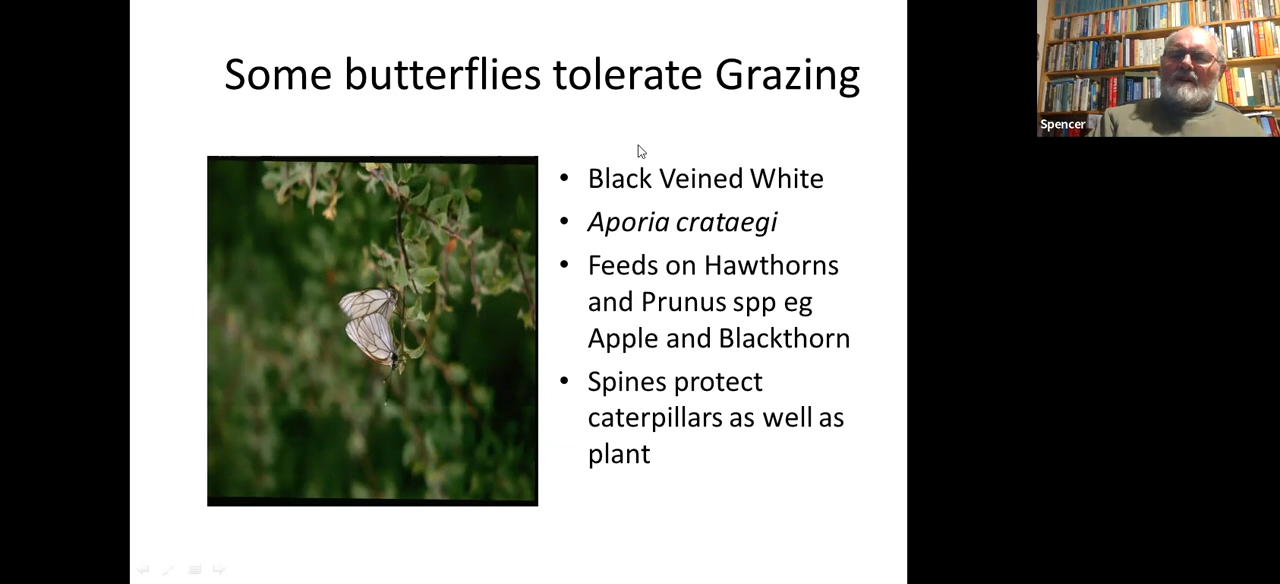 Some butterflies tolerate Grazing
Spencer
Black Veined White
Aporia crataegi
Feeds on Hawthorns
and Prunus spp eg
Apple and Blackthorn
Spines protect
caterpillars as well as
plant